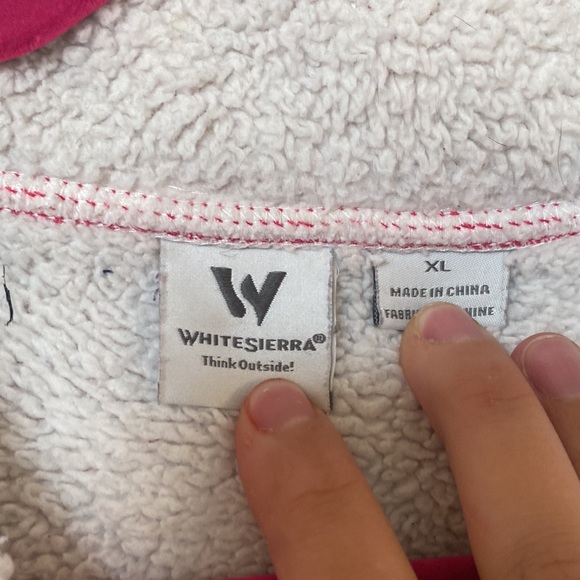 WHITESIERRA®
Think Outside!
XL
MADE IN CHINA